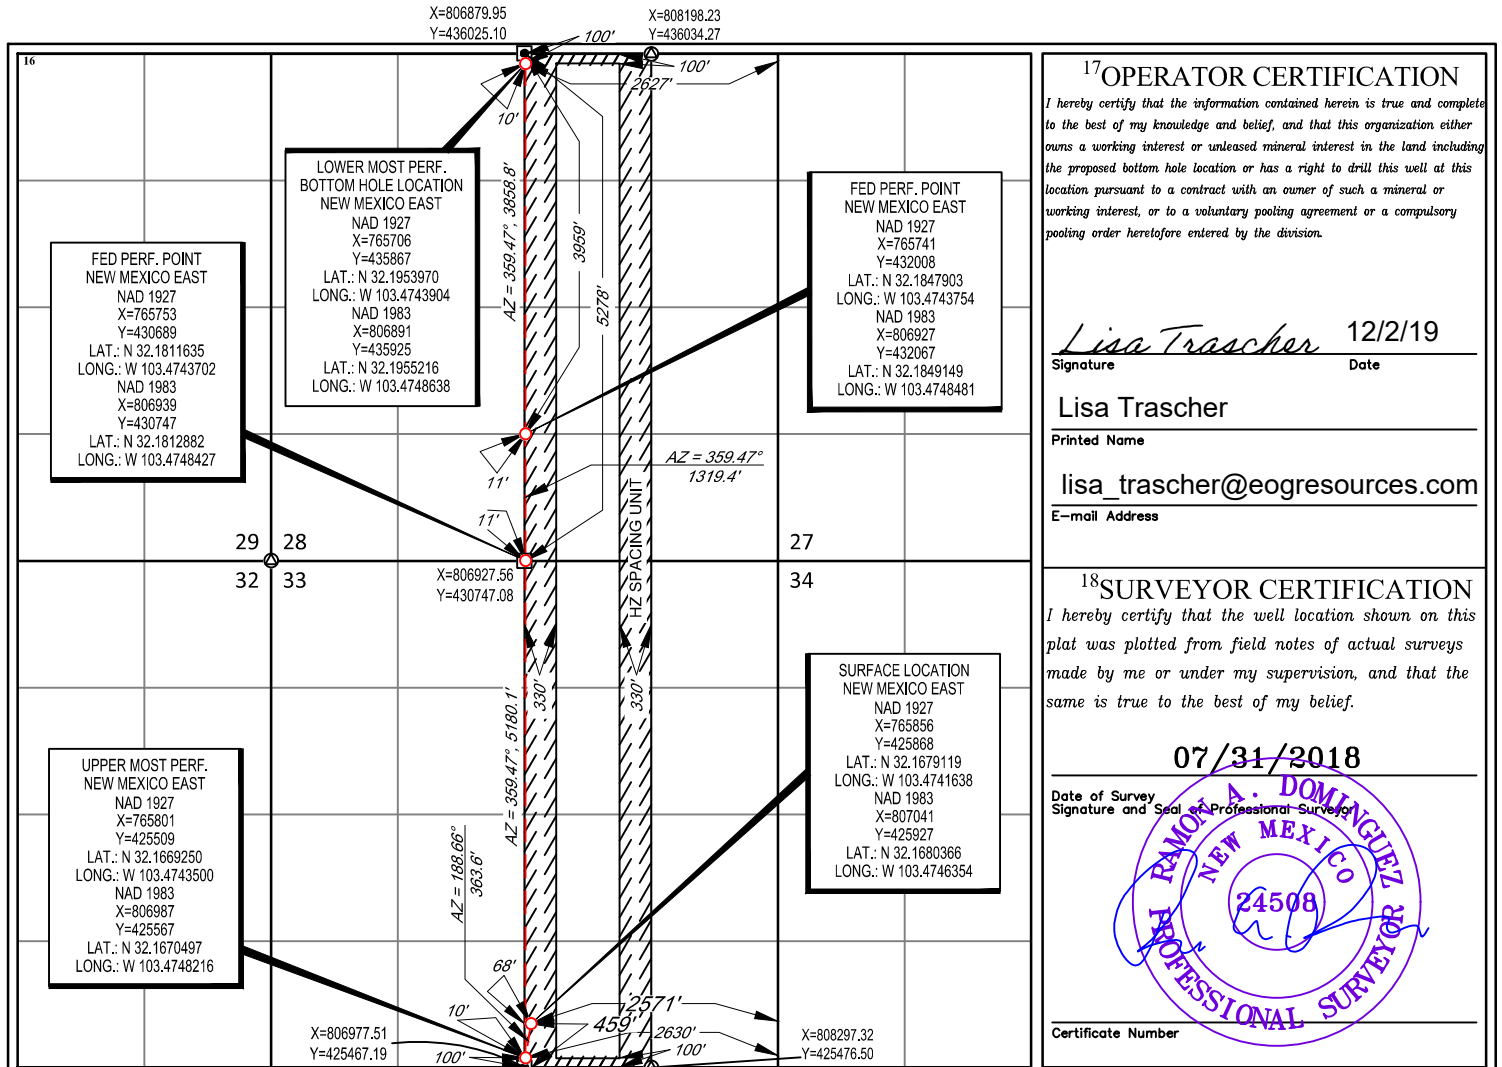 X=806879.95
Y=436025.10
X=808198.23
Y=436034.27
16
100'
100'
2627'
10'
LOWER MOST PERF.
BOTTOM HOLE LOCATION
NEW MEXICO EAST
NAD 1927
X=765706
Y=435867
LAT.: N 32.1953970
LONG.: W 103.4743904
NAD 1983
X=806891
Y=435925
LAT.: N 32.1955216
LONG.: W 103.4748638
AZ = 359.47°, 3858.8'
3959'
5278'
FED PERF. POINT
NEW MEXICO EAST
NAD 1927
X=765741
Y=432008
LAT.: N 32.1847903
LONG.: W 103.4743754
NAD 1983
X=806927
Y=432067
LAT.: N 32.1849149
LONG.: W 103.4748481
FED PERF. POINT
NEW MEXICO EAST
NAD 1927
X=765753
Y=430689
LAT.: N 32.1811635
LONG.: W 103.4743702
NAD 1983
X=806939
Y=430747
LAT.: N 32.1812882
LONG.: W 103.4748427
11'
AZ = 359.47°
1319.4'
11'
HZ SPACING UNIT
29 28
27
32 33
34
X=806927.56
Y=430747.08
330'
330'
AZ = 359.47°, 5180.1'
SURFACE LOCATION
NEW MEXICO EAST
NAD 1927
X=765856
Y=425868
LAT.: N 32.1679119
LONG.: W 103.4741638
NAD 1983
X=807041
Y=425927
LAT.: N 32.1680366
LONG.: W 103.4746354
UPPER MOST PERF.
NEW MEXICO EAST
NAD 1927
X=765801
Y=425509
LAT.: N 32.1669250
LONG.: W 103.4743500
NAD 1983
X=806987
Y=425567
LAT.: N 32.1670497
LONG.: W 103.4748216
AZ = 188.66°
363.6'
68'
10'
2571'
459'
2630'
100'
100'
X=806977.51
Y=425467.19
X=808297.32
Y=425476.50
17 OPERATOR CERTIFICATION
I hereby certify that the information contained herein is true and complete
to the best of my knowledge and belief, and that this organization either
owns a working interest or unleased mineral interest in the land including
the proposed bottom hole location or has a right to drill this well at this
location pursuant to a contract with an owner of such a mineral or
working interest, or to a voluntary pooling agreement or a compulsory
pooling order heretofore entered by the division.
Lisa Trascher 12/2/19
Signature Date
Lisa Trascher
Printed Name
lisa_trascher@eogresources.com
E-mail Address
18 SURVEYOR CERTIFICATION
I hereby certify that the well location shown on this
plat was plotted from field notes of actual surveys
made by me or under my supervision, and that the
same is true to the best of my belief.
07/31/2018
Date of Survey
Signature and Seal of Professional Surveyor
RAMON A. DOMINGUEZ
NEW MEXICO
24508
PROFESSIONAL SURVEYOR
Certificate Number